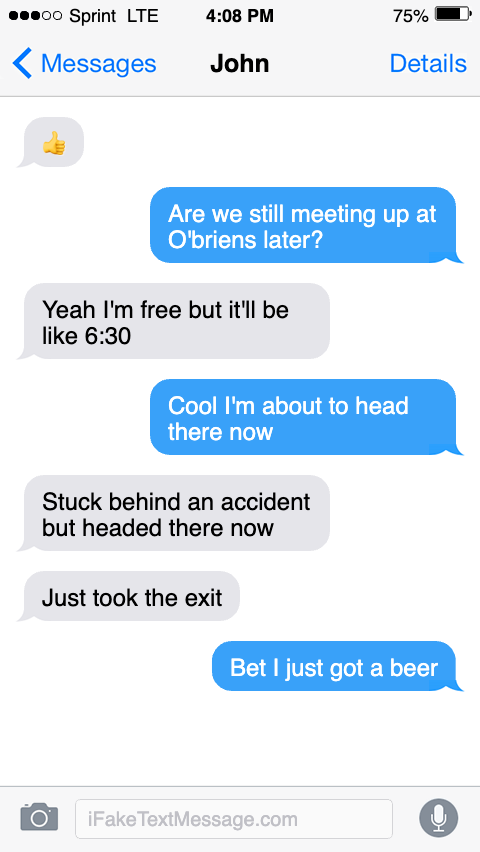 Sprint LTE 4:08 PM 75%
Messages John Details
👍
Are we still meeting up at
O'briens later?
Yeah I'm free but it'll be
like 6:30
Cool I'm about to head
there now
Stuck behind an accident
but headed there now
Just took the exit
Bet I just got a beer
iFakeTextMessage.com